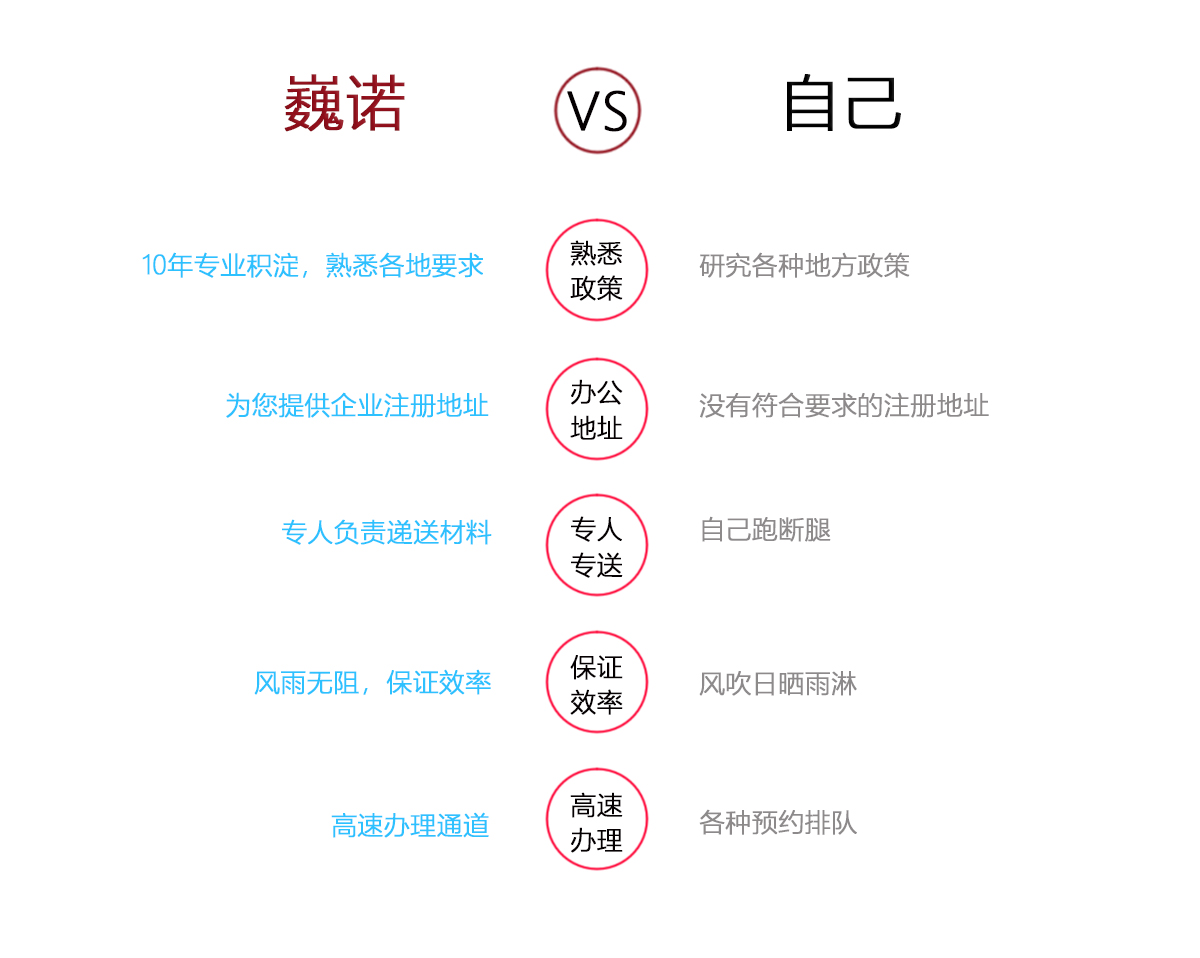 巍诺
VS
自己
10年专业积淀，熟悉各地要求
熟悉
政策
研究各种地方政策
为您提供企业注册地址
办公
地址
没有符合要求的注册地址
专人负责递送材料
专人
专送
自己跑断腿
风雨无阻，保证效率
保证
效率
风吹日晒雨淋
高速办理通道
高速
办理
各种预约排队